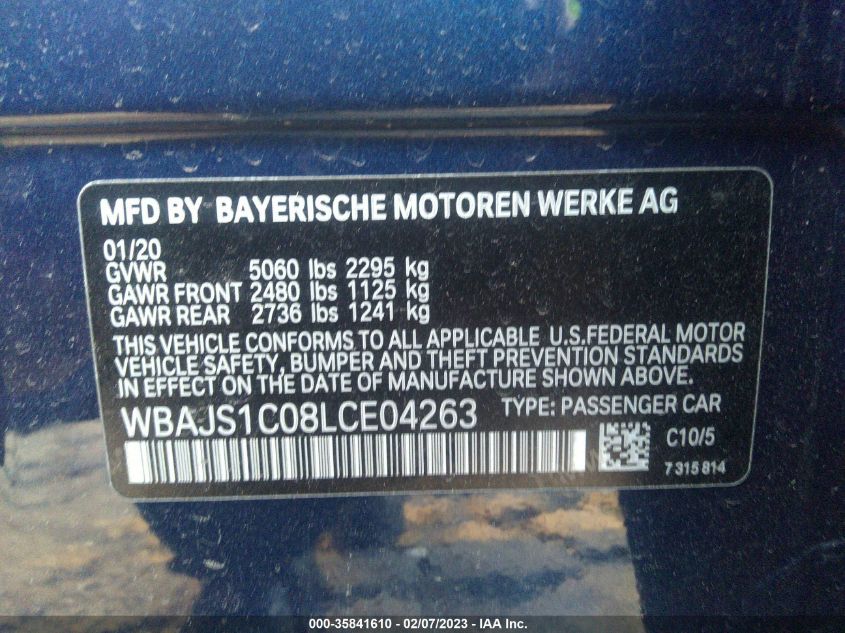 MFD BY BAYERISCHE MOTOREN WERKE AG
01/20
GVWR 5060 lbs 2295 kg
GAWR FRONT 2480 lbs 1125 kg
GAWR REAR 2736 lbs 1241 kg
THIS VEHICLE CONFORMS TO ALL APPLICABLE U.S.FEDERAL MOTOR
VEHICLE SAFETY, BUMPER AND THEFT PREVENTION STANDARDS
IN EFFECT ON THE DATE OF MANUFACTURE SHOWN ABOVE.
WBAJS1C08LCE04263 TYPE: PASSENGER CAR
C10/5
7315814
000-35841610 — 02/07/2023 — IAA Inc.